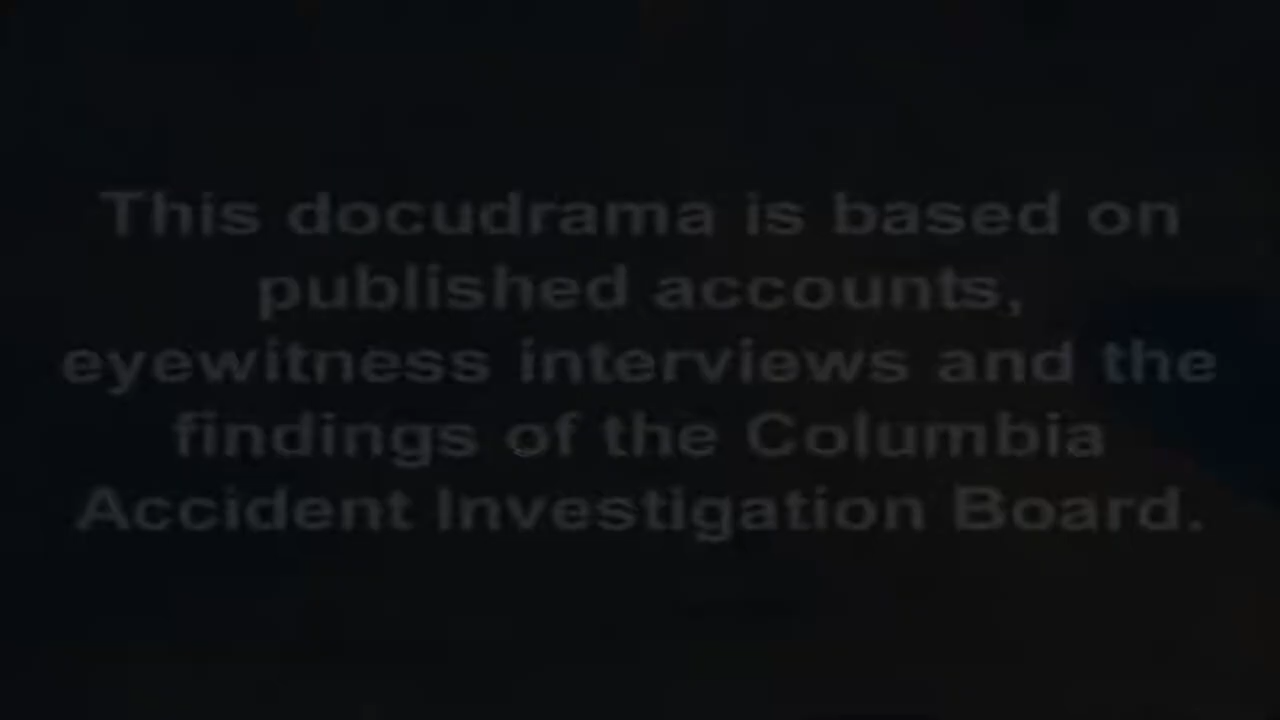 This docudrama is based on
published accounts,
eyewitness interviews and the
findings of the Columbia
Accident Investigation Board.